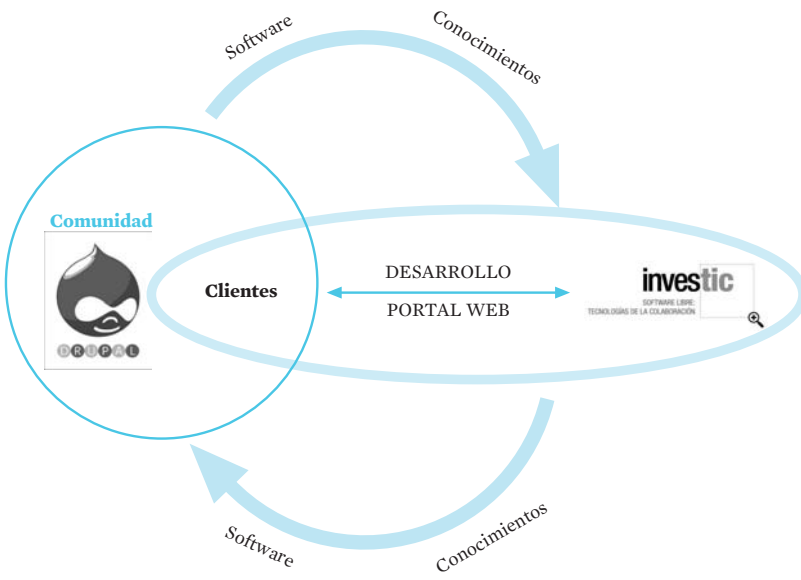 Software
Conocimientos
Comunidad
DRUPAL
Clientes
DESARROLLO
PORTAL WEB
investic
SOFTWARE LIBRE:
TECNOLOGÍAS DE LA COLABORACIÓN
Software
Conocimientos